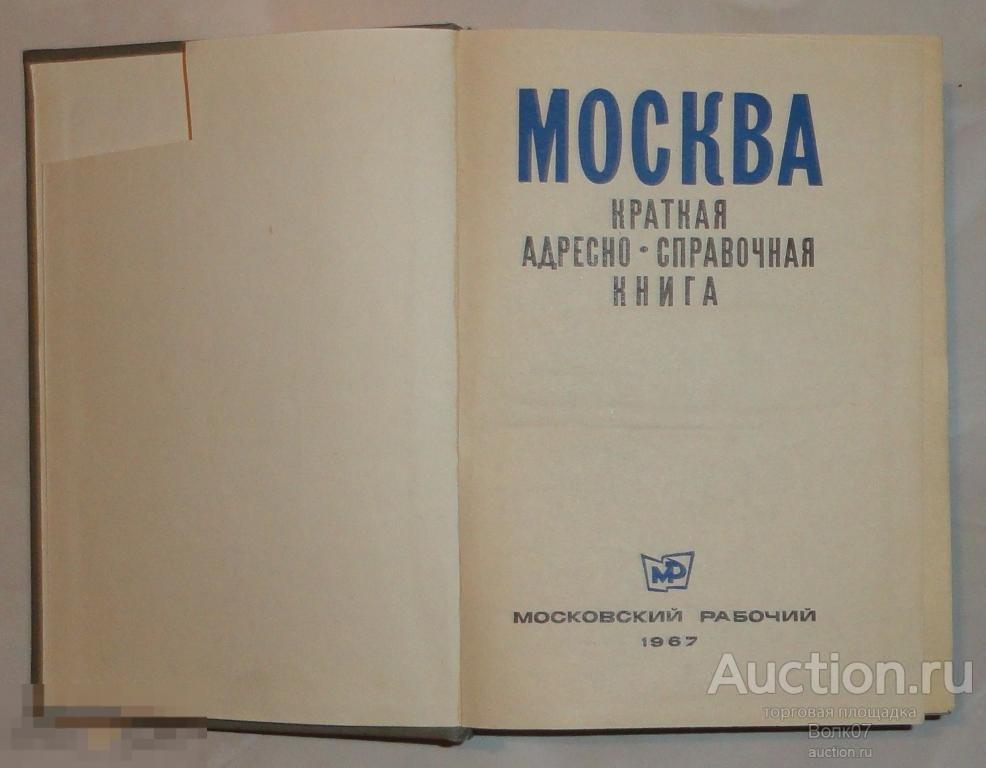 МОСКВА
КРАТКАЯ
АДРЕСНО · СПРАВОЧНАЯ
КНИГА
МР
МОСКОВСКИЙ РАБОЧИЙ
1967
Auction.ru
торговая площадка
Волк07
auction.ru